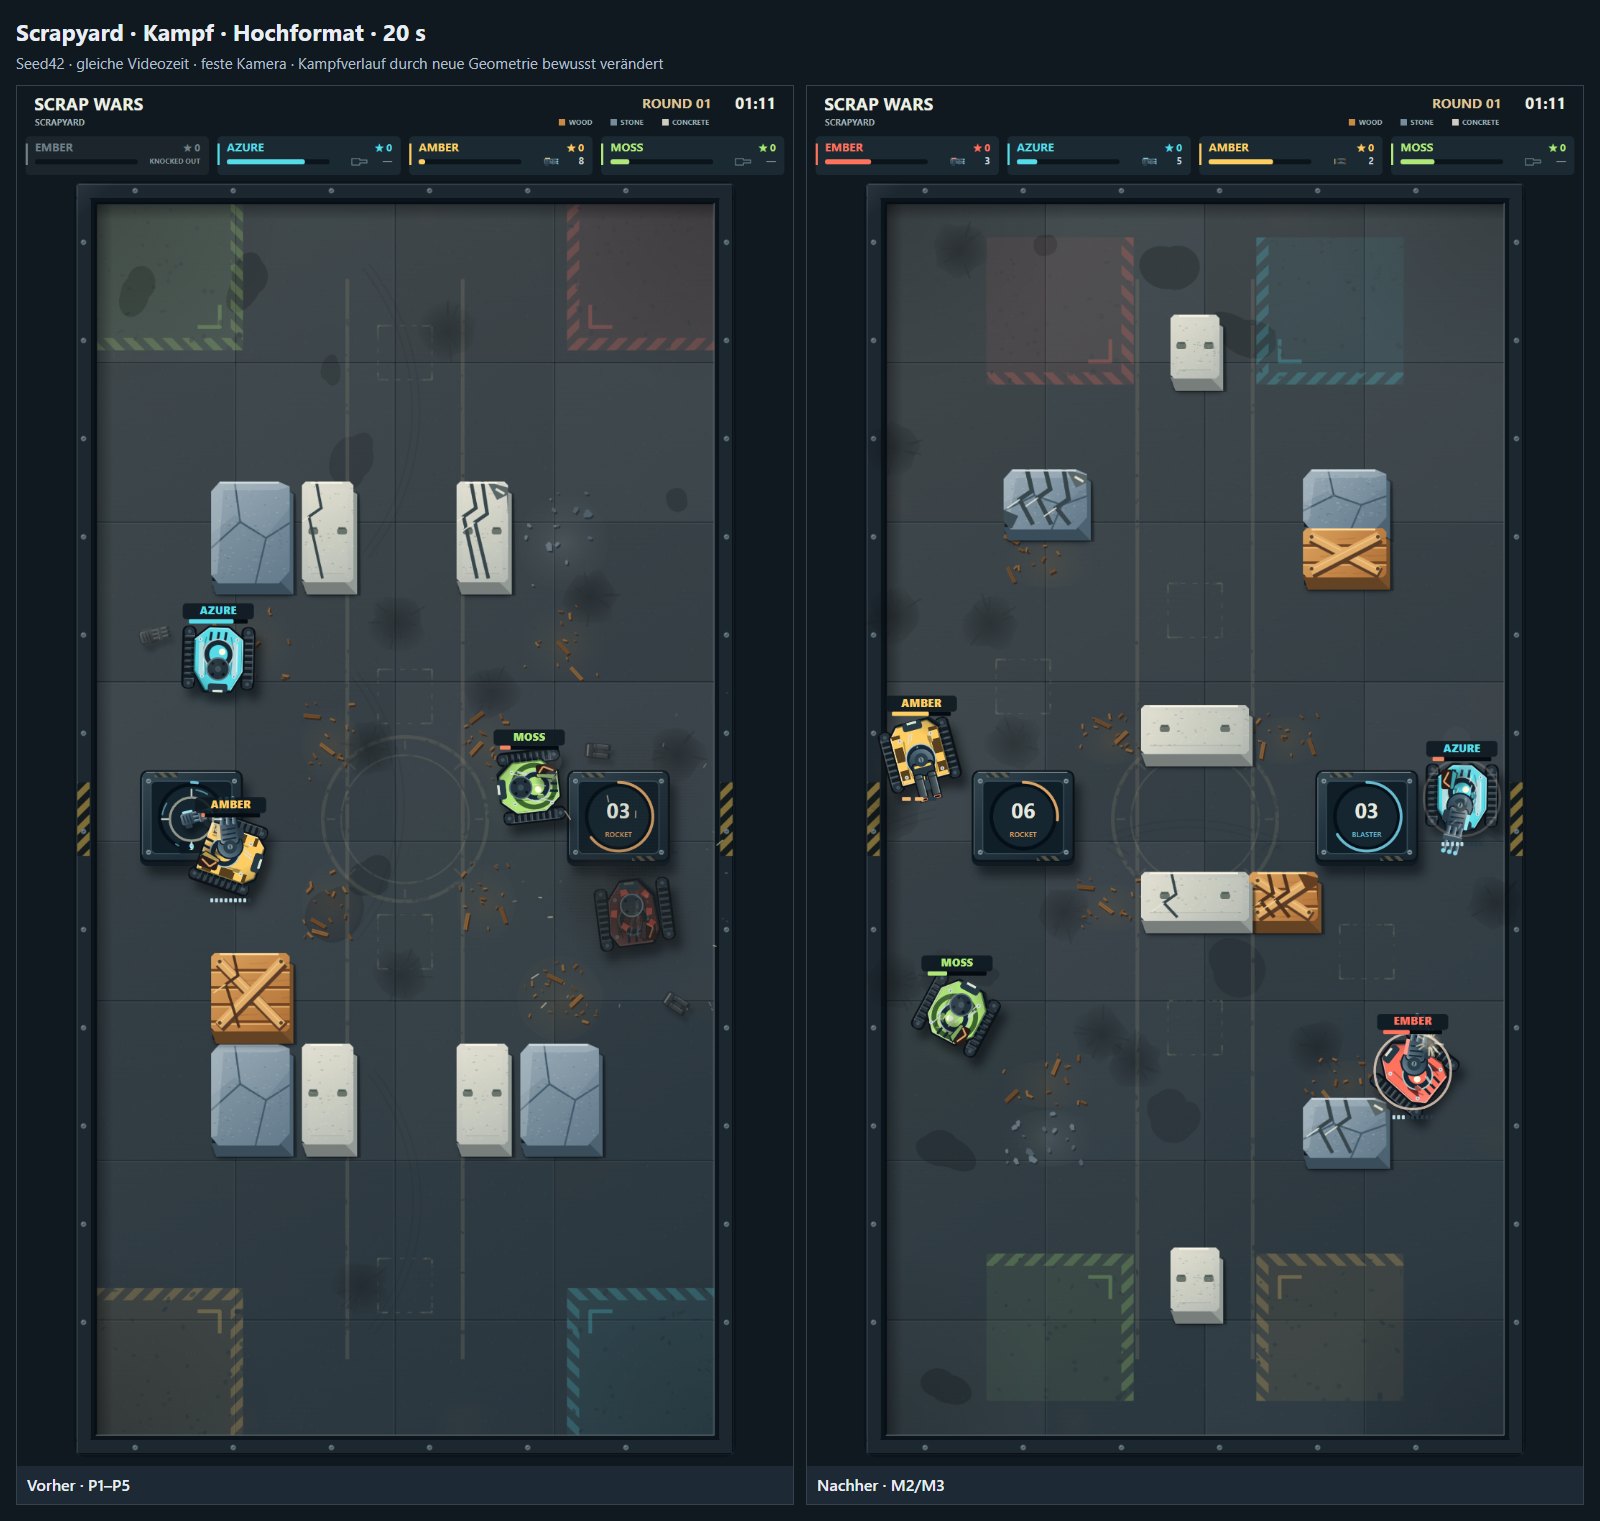 Scrapyard · Kampf · Hochformat · 20 s
Seed42 · gleiche Videozeit · feste Kamera · Kampfverlauf durch neue Geometrie bewusst verändert
SCRAP WARS
ROUND 01 01:11
SCRAPYARD
WOOD STONE CONCRETE
EMBER ★ 0
KNOCKED OUT
AZURE ★ 0
—
AMBER ★ 0
8
MOSS ★ 0
—
AZURE
MOSS
AMBER
03
ROCKET
Vorher · P1–P5
SCRAP WARS
ROUND 01 01:11
SCRAPYARD
WOOD STONE CONCRETE
EMBER ★ 0
3
AZURE ★ 0
5
AMBER ★ 0
2
MOSS ★ 0
—
AMBER
AZURE
06
ROCKET
03
BLASTER
MOSS
EMBER
Nachher · M2/M3